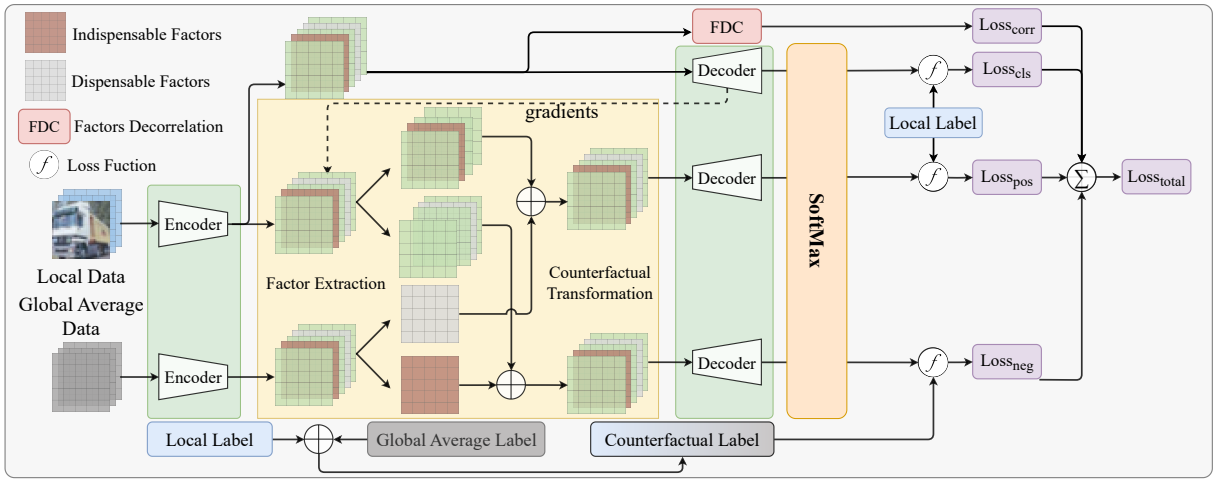 Indispensable Factors
Dispensable Factors
FDC Factors Decorrelation
f Loss Fuction
Local Data
Global Average
Data
Encoder
Encoder
Factor Extraction
gradients
Counterfactual
Transformation
FDC
Decoder
Decoder
Decoder
SoftMax
f
Local Label
f
f
Loss_corr
Loss_cls
Loss_pos
Loss_neg
Σ
Loss_total
Local Label
Global Average Label
Counterfactual Label